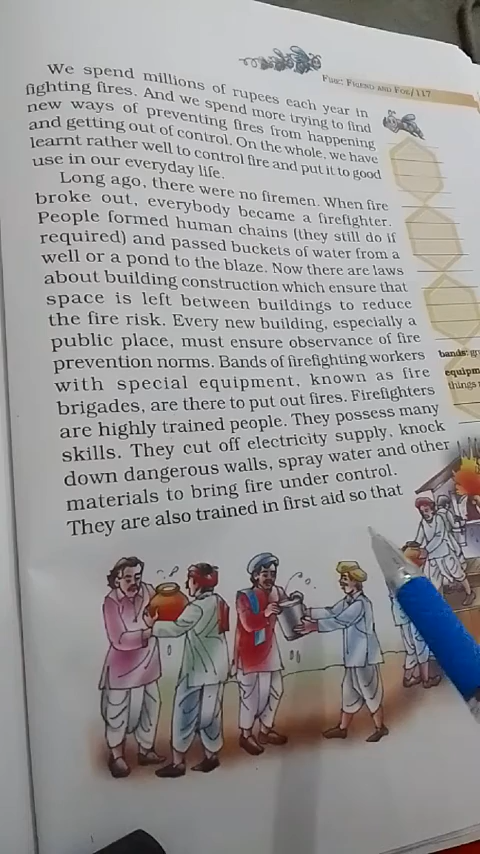 FIRE: FRIEND AND FOE/117
We spend millions of rupees each year in
fighting fires. And we spend more trying to find
new ways of preventing fires from happening
and getting out of control. On the whole, we have
learnt rather well to control fire and put it to good
use in our everyday life.
Long ago, there were no firemen. When fire
broke out, everybody became a firefighter.
People formed human chains (they still do if
required) and passed buckets of water from a
well or a pond to the blaze. Now there are laws
about building construction which ensure that
space is left between buildings to reduce
the fire risk. Every new building, especially a
public place, must ensure observance of fire
prevention norms. Bands of firefighting workers
with special equipment, known as fire
brigades, are there to put out fires. Firefighters
are highly trained people. They possess many
skills. They cut off electricity supply, knock
down dangerous walls, spray water and other
materials to bring fire under control.
They are also trained in first aid so that
bands:
equipm
things